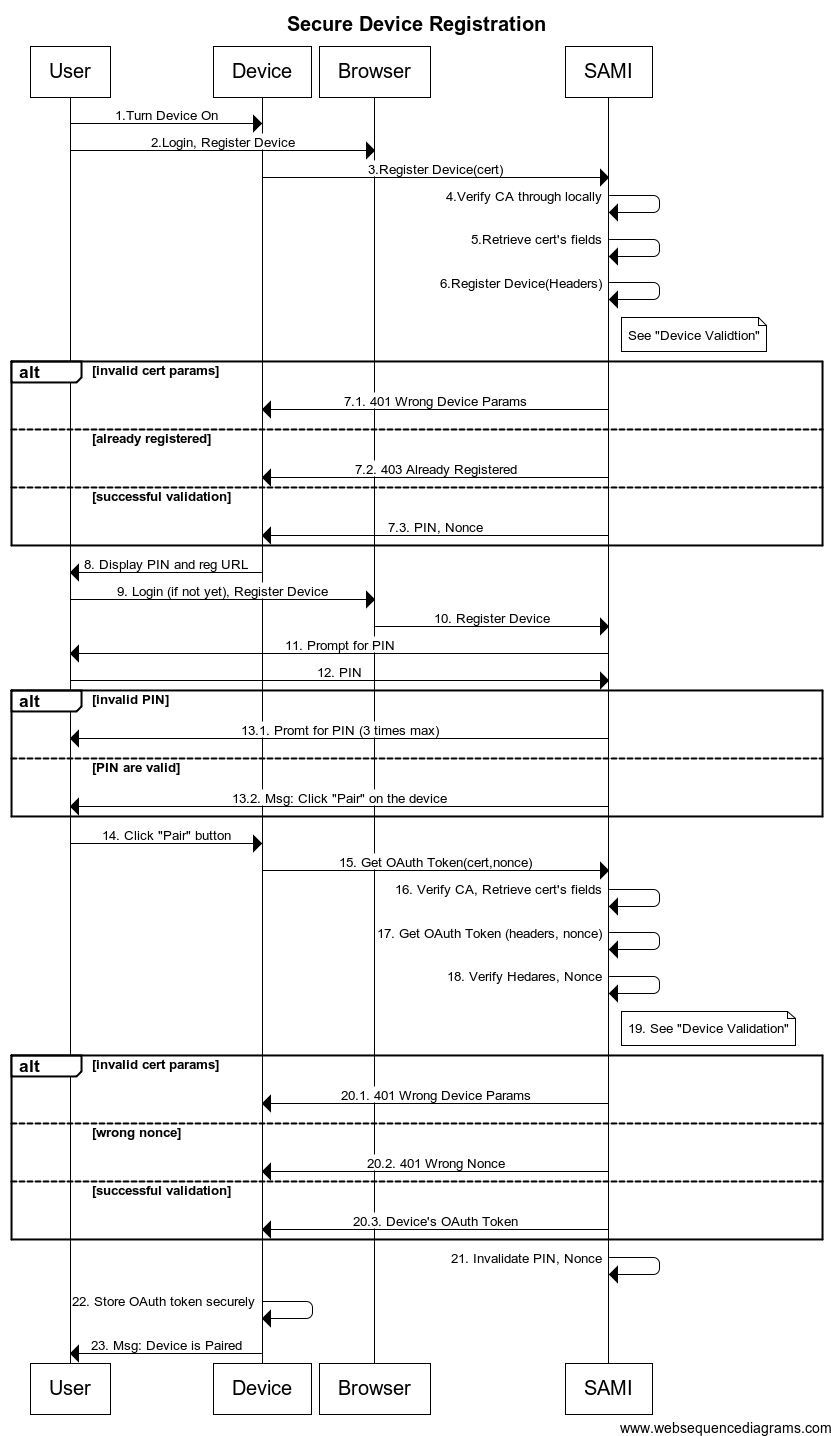 Secure Device Registration
User Device Browser SAMI
1.Turn Device On
2.Login, Register Device
3.Register Device(cert)
4.Verify CA through locally
5.Retrieve cert's fields
6.Register Device(Headers)
See "Device Validtion"
alt [invalid cert params]
7.1. 401 Wrong Device Params
[already registered]
7.2. 403 Already Registered
[successful validation]
7.3. PIN, Nonce
8. Display PIN and reg URL
9. Login (if not yet), Register Device
10. Register Device
11. Prompt for PIN
12. PIN
alt [invalid PIN]
13.1. Promt for PIN (3 times max)
[PIN are valid]
13.2. Msg: Click "Pair" on the device
14. Click "Pair" button
15. Get OAuth Token(cert,nonce)
16. Verify CA, Retrieve cert's fields
17. Get OAuth Token (headers, nonce)
18. Verify Hedares, Nonce
19. See "Device Validation"
alt [invalid cert params]
20.1. 401 Wrong Device Params
[wrong nonce]
20.2. 401 Wrong Nonce
[successful validation]
20.3. Device's OAuth Token
21. Invalidate PIN, Nonce
22. Store OAuth token securely
23. Msg: Device is Paired
User Device Browser SAMI
www.websequencediagrams.com